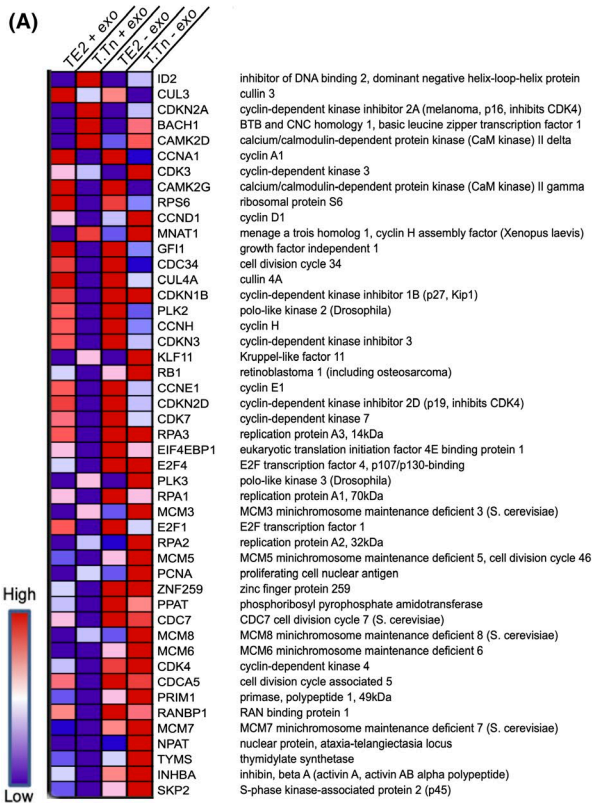 (A)
TE2 + exo
T.Tn + exo
TE2 – exo
T.Tn – exo
ID2 inhibitor of DNA binding 2, dominant negative helix-loop-helix protein
CUL3 cullin 3
CDKN2A cyclin-dependent kinase inhibitor 2A (melanoma, p16, inhibits CDK4)
BACH1 BTB and CNC homology 1, basic leucine zipper transcription factor 1
CAMK2D calcium/calmodulin-dependent protein kinase (CaM kinase) II delta
CCNA1 cyclin A1
CDK3 cyclin-dependent kinase 3
CAMK2G calcium/calmodulin-dependent protein kinase (CaM kinase) II gamma
RPS6 ribosomal protein S6
CCND1 cyclin D1
MNAT1 menage a trois homolog 1, cyclin H assembly factor (Xenopus laevis)
GFI1 growth factor independent 1
CDC34 cell division cycle 34
CUL4A cullin 4A
CDKN1B cyclin-dependent kinase inhibitor 1B (p27, Kip1)
PLK2 polo-like kinase 2 (Drosophila)
CCNH cyclin H
CDKN3 cyclin-dependent kinase inhibitor 3
KLF11 Kruppel-like factor 11
RB1 retinoblastoma 1 (including osteosarcoma)
CCNE1 cyclin E1
CDKN2D cyclin-dependent kinase inhibitor 2D (p19, inhibits CDK4)
CDK7 cyclin-dependent kinase 7
RPA3 replication protein A3, 14kDa
EIF4EBP1 eukaryotic translation initiation factor 4E binding protein 1
E2F4 E2F transcription factor 4, p107/p130-binding
PLK3 polo-like kinase 3 (Drosophila)
RPA1 replication protein A1, 70kDa
MCM3 MCM3 minichromosome maintenance deficient 3 (S. cerevisiae)
E2F1 E2F transcription factor 1
RPA2 replication protein A2, 32kDa
MCM5 MCM5 minichromosome maintenance deficient 5, cell division cycle 46
PCNA proliferating cell nuclear antigen
ZNF259 zinc finger protein 259
PPAT phosphoribosyl pyrophosphate amidotransferase
CDC7 CDC7 cell division cycle 7 (S. cerevisiae)
MCM8 MCM8 minichromosome maintenance deficient 8 (S. cerevisiae)
MCM6 MCM6 minichromosome maintenance deficient 6
CDK4 cyclin-dependent kinase 4
CDCA5 cell division cycle associated 5
PRIM1 primase, polypeptide 1, 49kDa
RANBP1 RAN binding protein 1
MCM7 MCM7 minichromosome maintenance deficient 7 (S. cerevisiae)
NPAT nuclear protein, ataxia-telangiectasia locus
TYMS thymidylate synthetase
INHBA inhibin, beta A (activin A, activin AB alpha polypeptide)
SKP2 S-phase kinase-associated protein 2 (p45)
High
Low